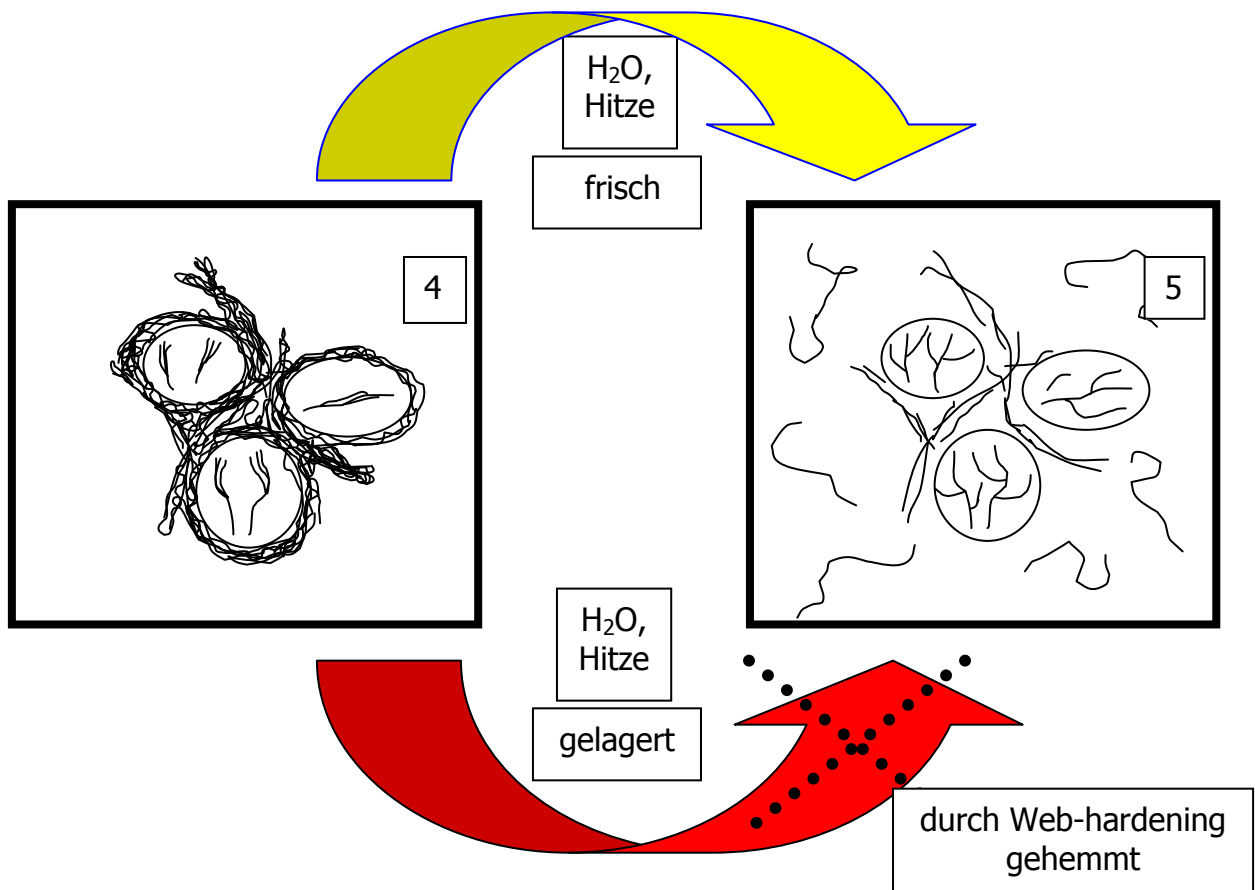 H₂O,
Hitze
frisch
4
5
H₂O,
Hitze
gelagert
durch Web-hardening
gehemmt